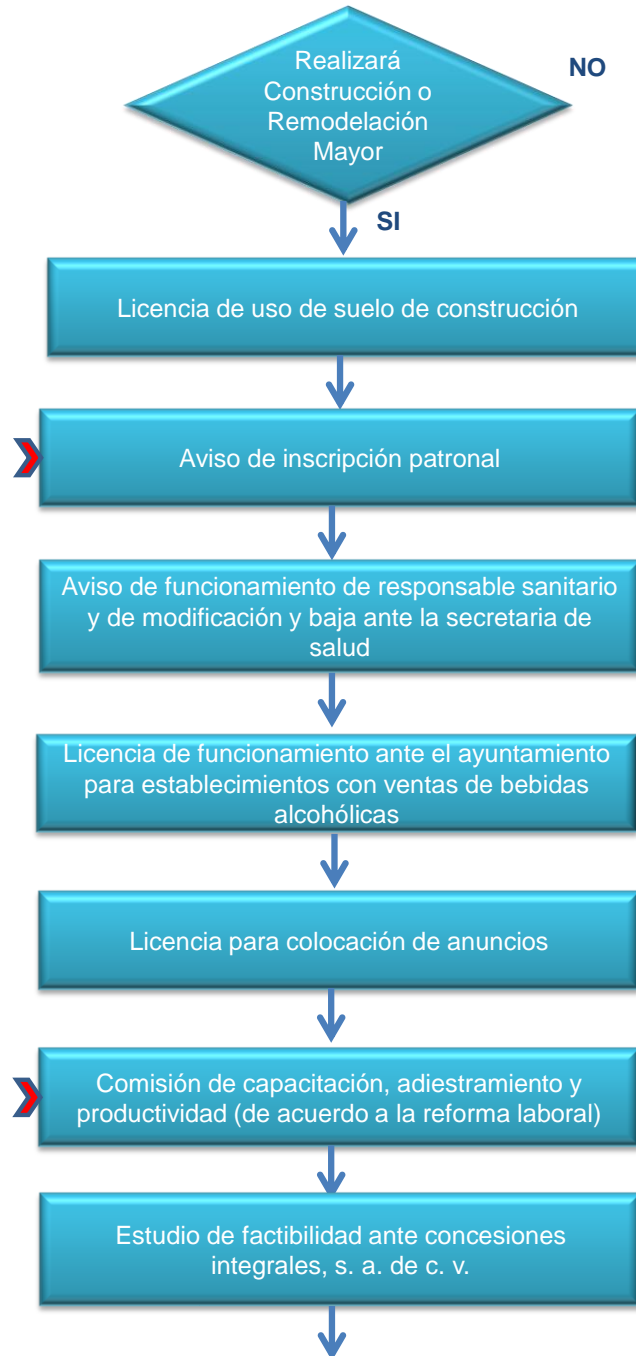 Realizará
Construcción o
Remodelación
Mayor
NO
SI
Licencia de uso de suelo de construcción
Aviso de inscripción patronal
Aviso de funcionamiento de responsable sanitario
y de modificación y baja ante la secretaria de
salud
Licencia de funcionamiento ante el ayuntamiento
para establecimientos con ventas de bebidas
alcohólicas
Licencia para colocación de anuncios
Comisión de capacitación, adiestramiento y
productividad (de acuerdo a la reforma laboral)
Estudio de factibilidad ante concesiones
integrales, s. a. de c. v.